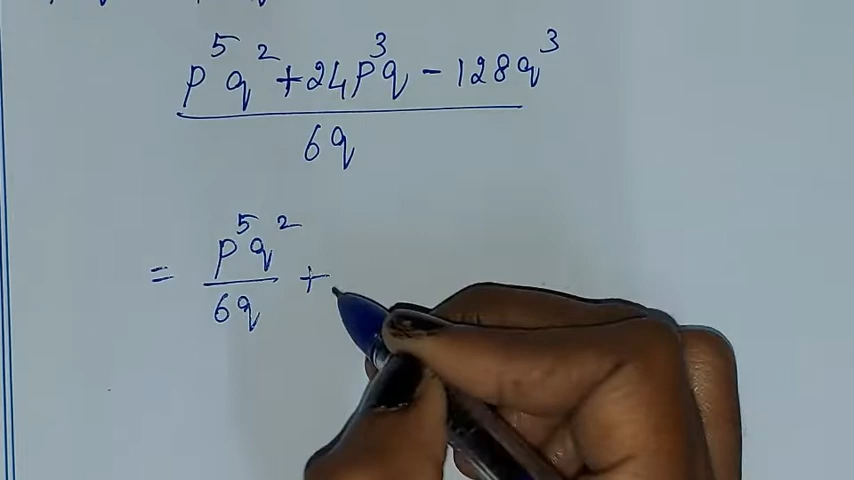 p⁵q² + 24p³q - 128q³
6q
= p⁵q² / 6q +